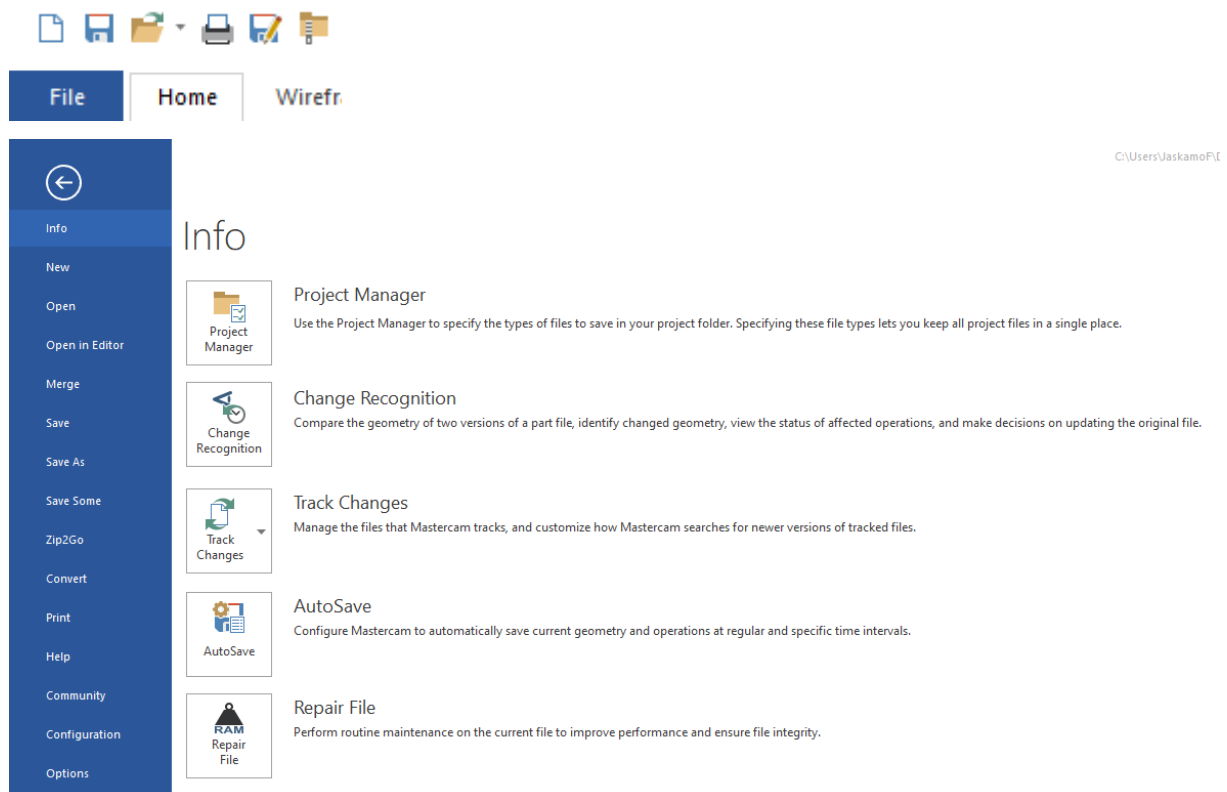 File Home Wirefr
C:\Users\JaskamoF\D
Info
New
Open
Open in Editor
Merge
Save
Save As
Save Some
Zip2Go
Convert
Print
Help
Community
Configuration
Options
Info
Project
Manager
Project Manager
Use the Project Manager to specify the types of files to save in your project folder. Specifying these file types lets you keep all project files in a single place.
Change
Recognition
Change Recognition
Compare the geometry of two versions of a part file, identify changed geometry, view the status of affected operations, and make decisions on updating the original file.
Track
Changes
Track Changes
Manage the files that Mastercam tracks, and customize how Mastercam searches for newer versions of tracked files.
AutoSave
AutoSave
Configure Mastercam to automatically save current geometry and operations at regular and specific time intervals.
RAM
Repair
File
Repair File
Perform routine maintenance on the current file to improve performance and ensure file integrity.